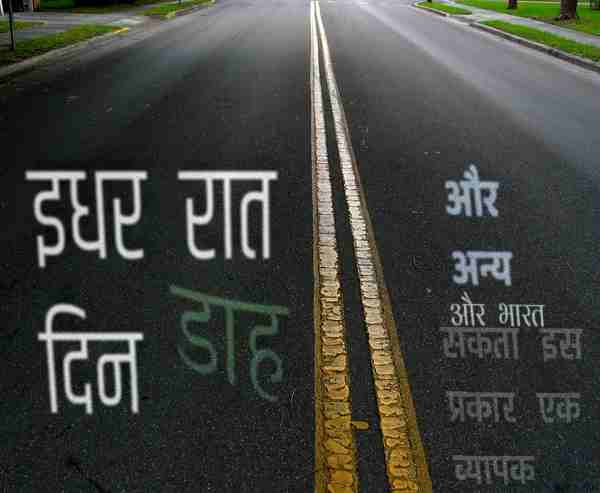 इधर रात
दिन
डाह
और
अन्य
और भारत
सकता इस
प्रकार एक
व्यापक